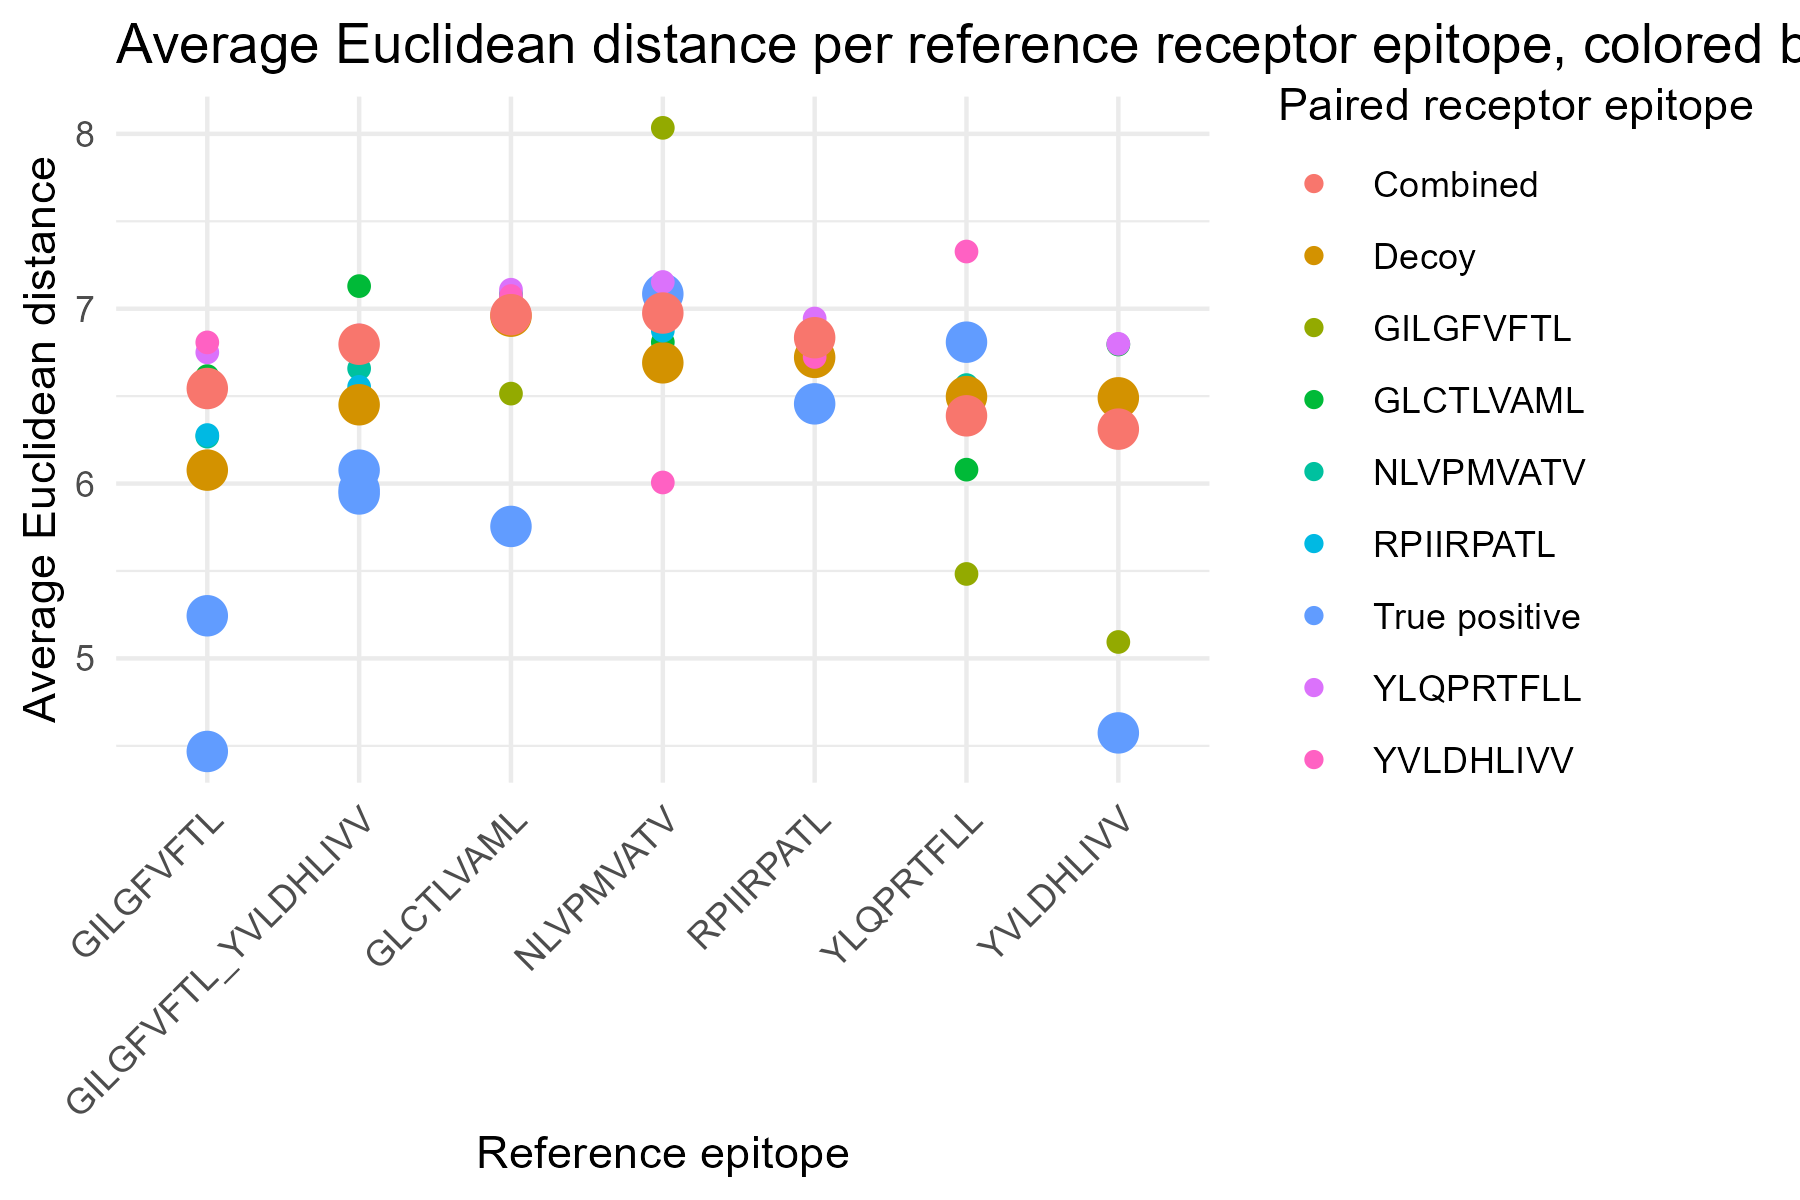 Average Euclidean distance per reference receptor epitope, colored b
Paired receptor epitope
Combined
Decoy
GILGFVFTL
GLCTLVAML
NLVPMVATV
RPIIRPATL
True positive
YLQPRTFLL
YVLDHLIVV
Average Euclidean distance
8
7
6
5
GILGFVFTL
GILGFVFTL_YVLDHLIVV
GLCTLVAML
NLVPMVATV
RPIIRPATL
YLQPRTFLL
YVLDHLIVV
Reference epitope